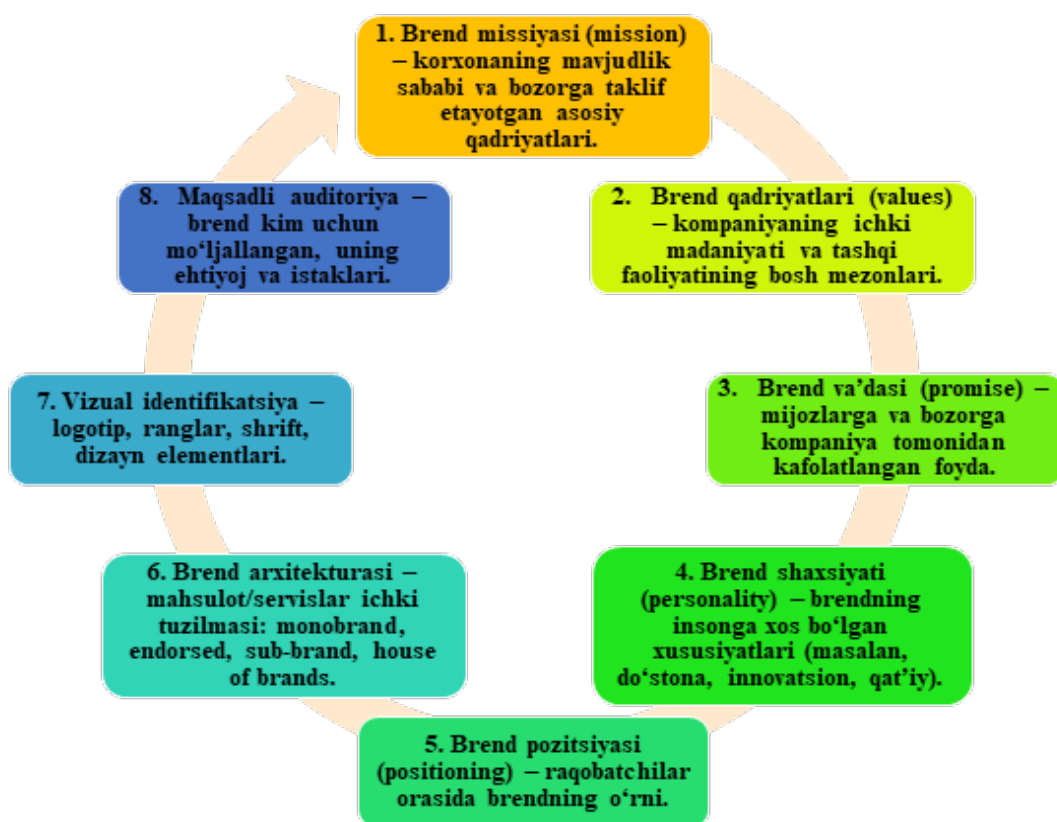 1. Brend missiyasi (mission)
– korxonaning mavjudlik
sababi va bozorga taklif
etayotgan asosiy
qadriyatlari.
2. Brend qadriyatlari (values)
– kompaniyaning ichki
madaniyati va tashqi
faoliyatining bosh mezonlari.
3. Brend va’dasi (promise) –
mijozlarga va bozorga
kompaniya tomonidan
kafolatlangan foyda.
4. Brend shaxsiyati
(personality) – brendning
insonga xos bo‘lgan
xususiyatlari (masalan,
do‘stona, innovatsion, qat’iy).
5. Brend pozitsiyasi
(positioning) – raqobatchilar
orasida brendning o‘rni.
6. Brend arxitekturasi –
mahsulot/servislar ichki
tuzilmasi: monobrand,
endorsed, sub-brand, house
of brands.
7. Vizual identifikatsiya –
logotip, ranglar, shrift,
dizayn elementlari.
8. Maqsadli auditoriya –
brend kim uchun
mo‘ljallangan, uning
ehtiyoj va istaklari.